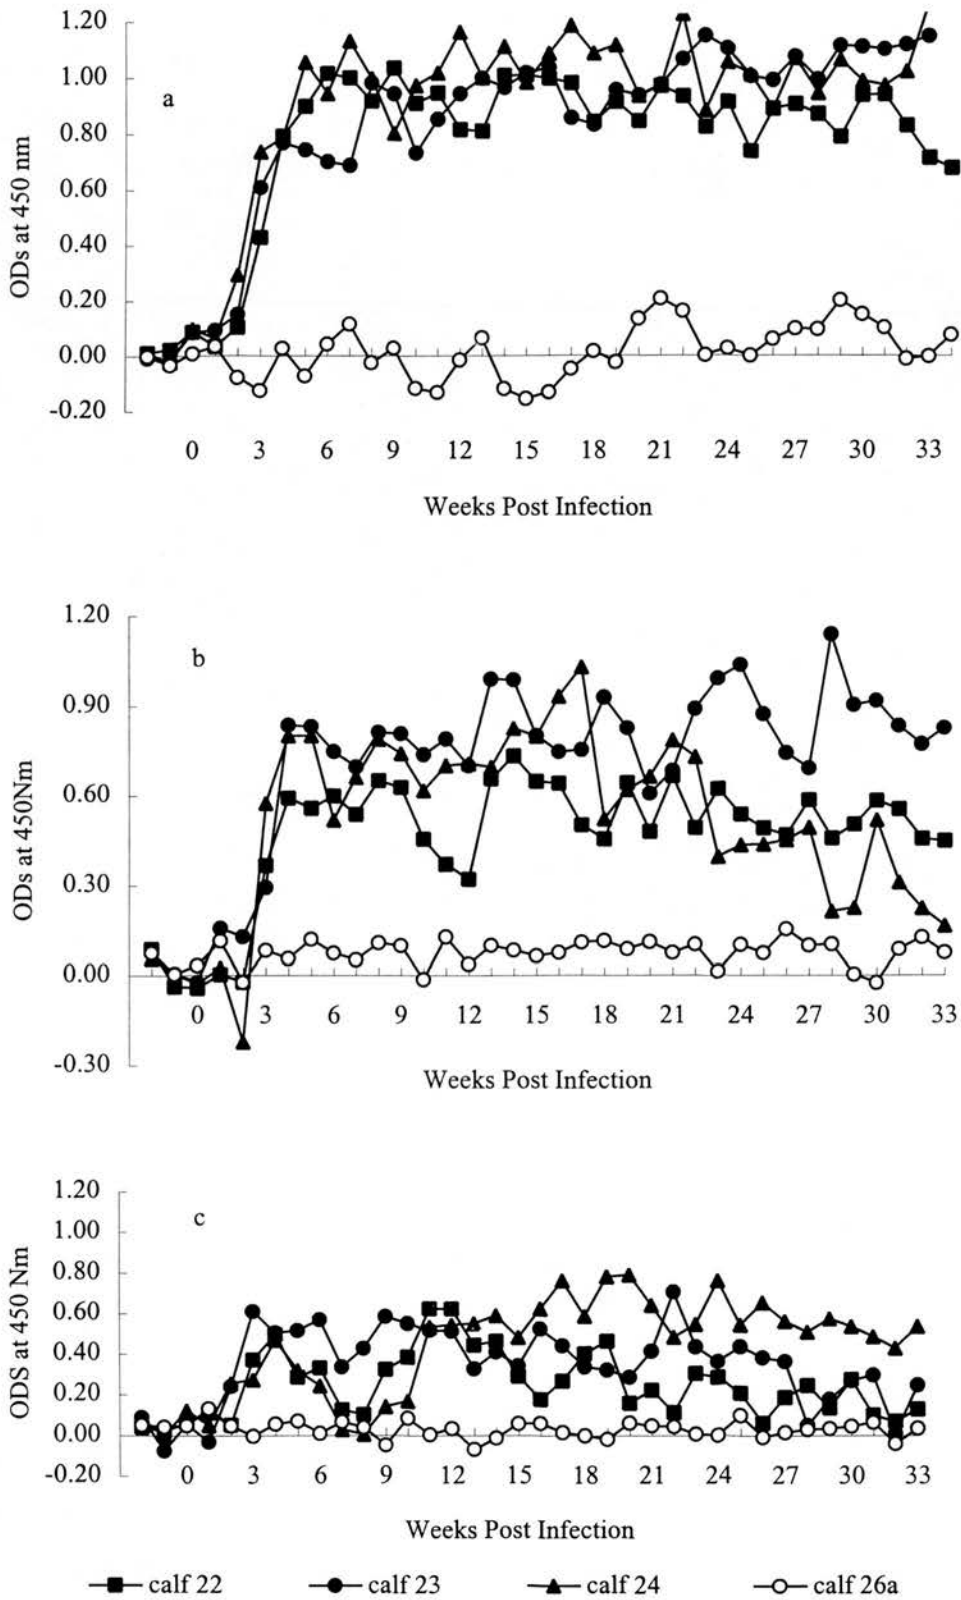 1.20
a
1.00
0.80
0.60
0.40
0.20
0.00
-0.20
ODs at 450 nm
0 3 6 9 12 15 18 21 24 27 30 33
Weeks Post Infection
1.20
b
0.90
0.60
0.30
0.00
-0.30
ODs at 450Nm
0 3 6 9 12 15 18 21 24 27 30 33
Weeks Post Infection
1.20
c
1.00
0.80
0.60
0.40
0.20
0.00
-0.20
ODS at 450 Nm
0 3 6 9 12 15 18 21 24 27 30 33
Weeks Post Infection
calf 22 calf 23 calf 24 calf 26a